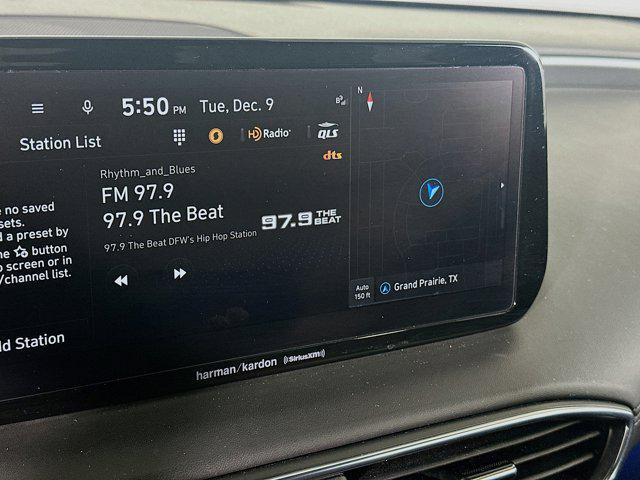 5:50 PM Tue, Dec. 9
Station List
HD Radio
QLS
dts
Rhythm_and_Blues
FM 97.9
97.9 The Beat
97.9 The Beat DFW's Hip Hop Station
97.9 THE BEAT
no saved
sets.
a preset by
button
screen or in
/channel list.
Station
N
Auto
150 ft
Grand Prairie, TX
harman/kardon ((SiriusXM))